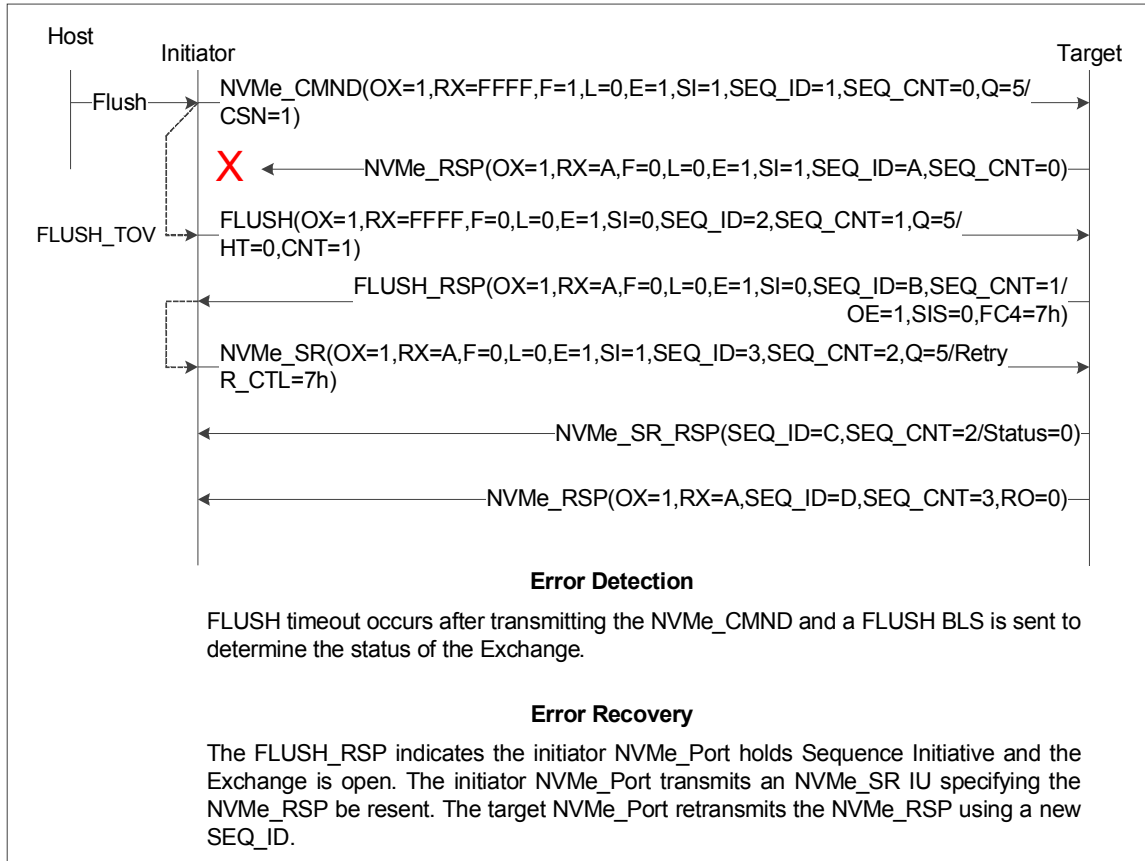 Host
Initiator
Target
Flush
NVMe_CMND(OX=1,RX=FFFF,F=1,L=0,E=1,SI=1,SEQ_ID=1,SEQ_CNT=0,Q=5/
CSN=1)
X
NVMe_RSP(OX=1,RX=A,F=0,L=0,E=1,SI=1,SEQ_ID=A,SEQ_CNT=0)
FLUSH_TOV
FLUSH(OX=1,RX=FFFF,F=0,L=0,E=1,SI=0,SEQ_ID=2,SEQ_CNT=1,Q=5/
HT=0,CNT=1)
FLUSH_RSP(OX=1,RX=A,F=0,L=0,E=1,SI=0,SEQ_ID=B,SEQ_CNT=1/
OE=1,SIS=0,FC4=7h)
NVMe_SR(OX=1,RX=A,F=0,L=0,E=1,SI=1,SEQ_ID=3,SEQ_CNT=2,Q=5/Retry
R_CTL=7h)
NVMe_SR_RSP(SEQ_ID=C,SEQ_CNT=2/Status=0)
NVMe_RSP(OX=1,RX=A,SEQ_ID=D,SEQ_CNT=3,RO=0)
Error Detection
FLUSH timeout occurs after transmitting the NVMe_CMND and a FLUSH BLS is sent to
determine the status of the Exchange.
Error Recovery
The FLUSH_RSP indicates the initiator NVMe_Port holds Sequence Initiative and the
Exchange is open. The initiator NVMe_Port transmits an NVMe_SR IU specifying the
NVMe_RSP be resent. The target NVMe_Port retransmits the NVMe_RSP using a new
SEQ_ID.